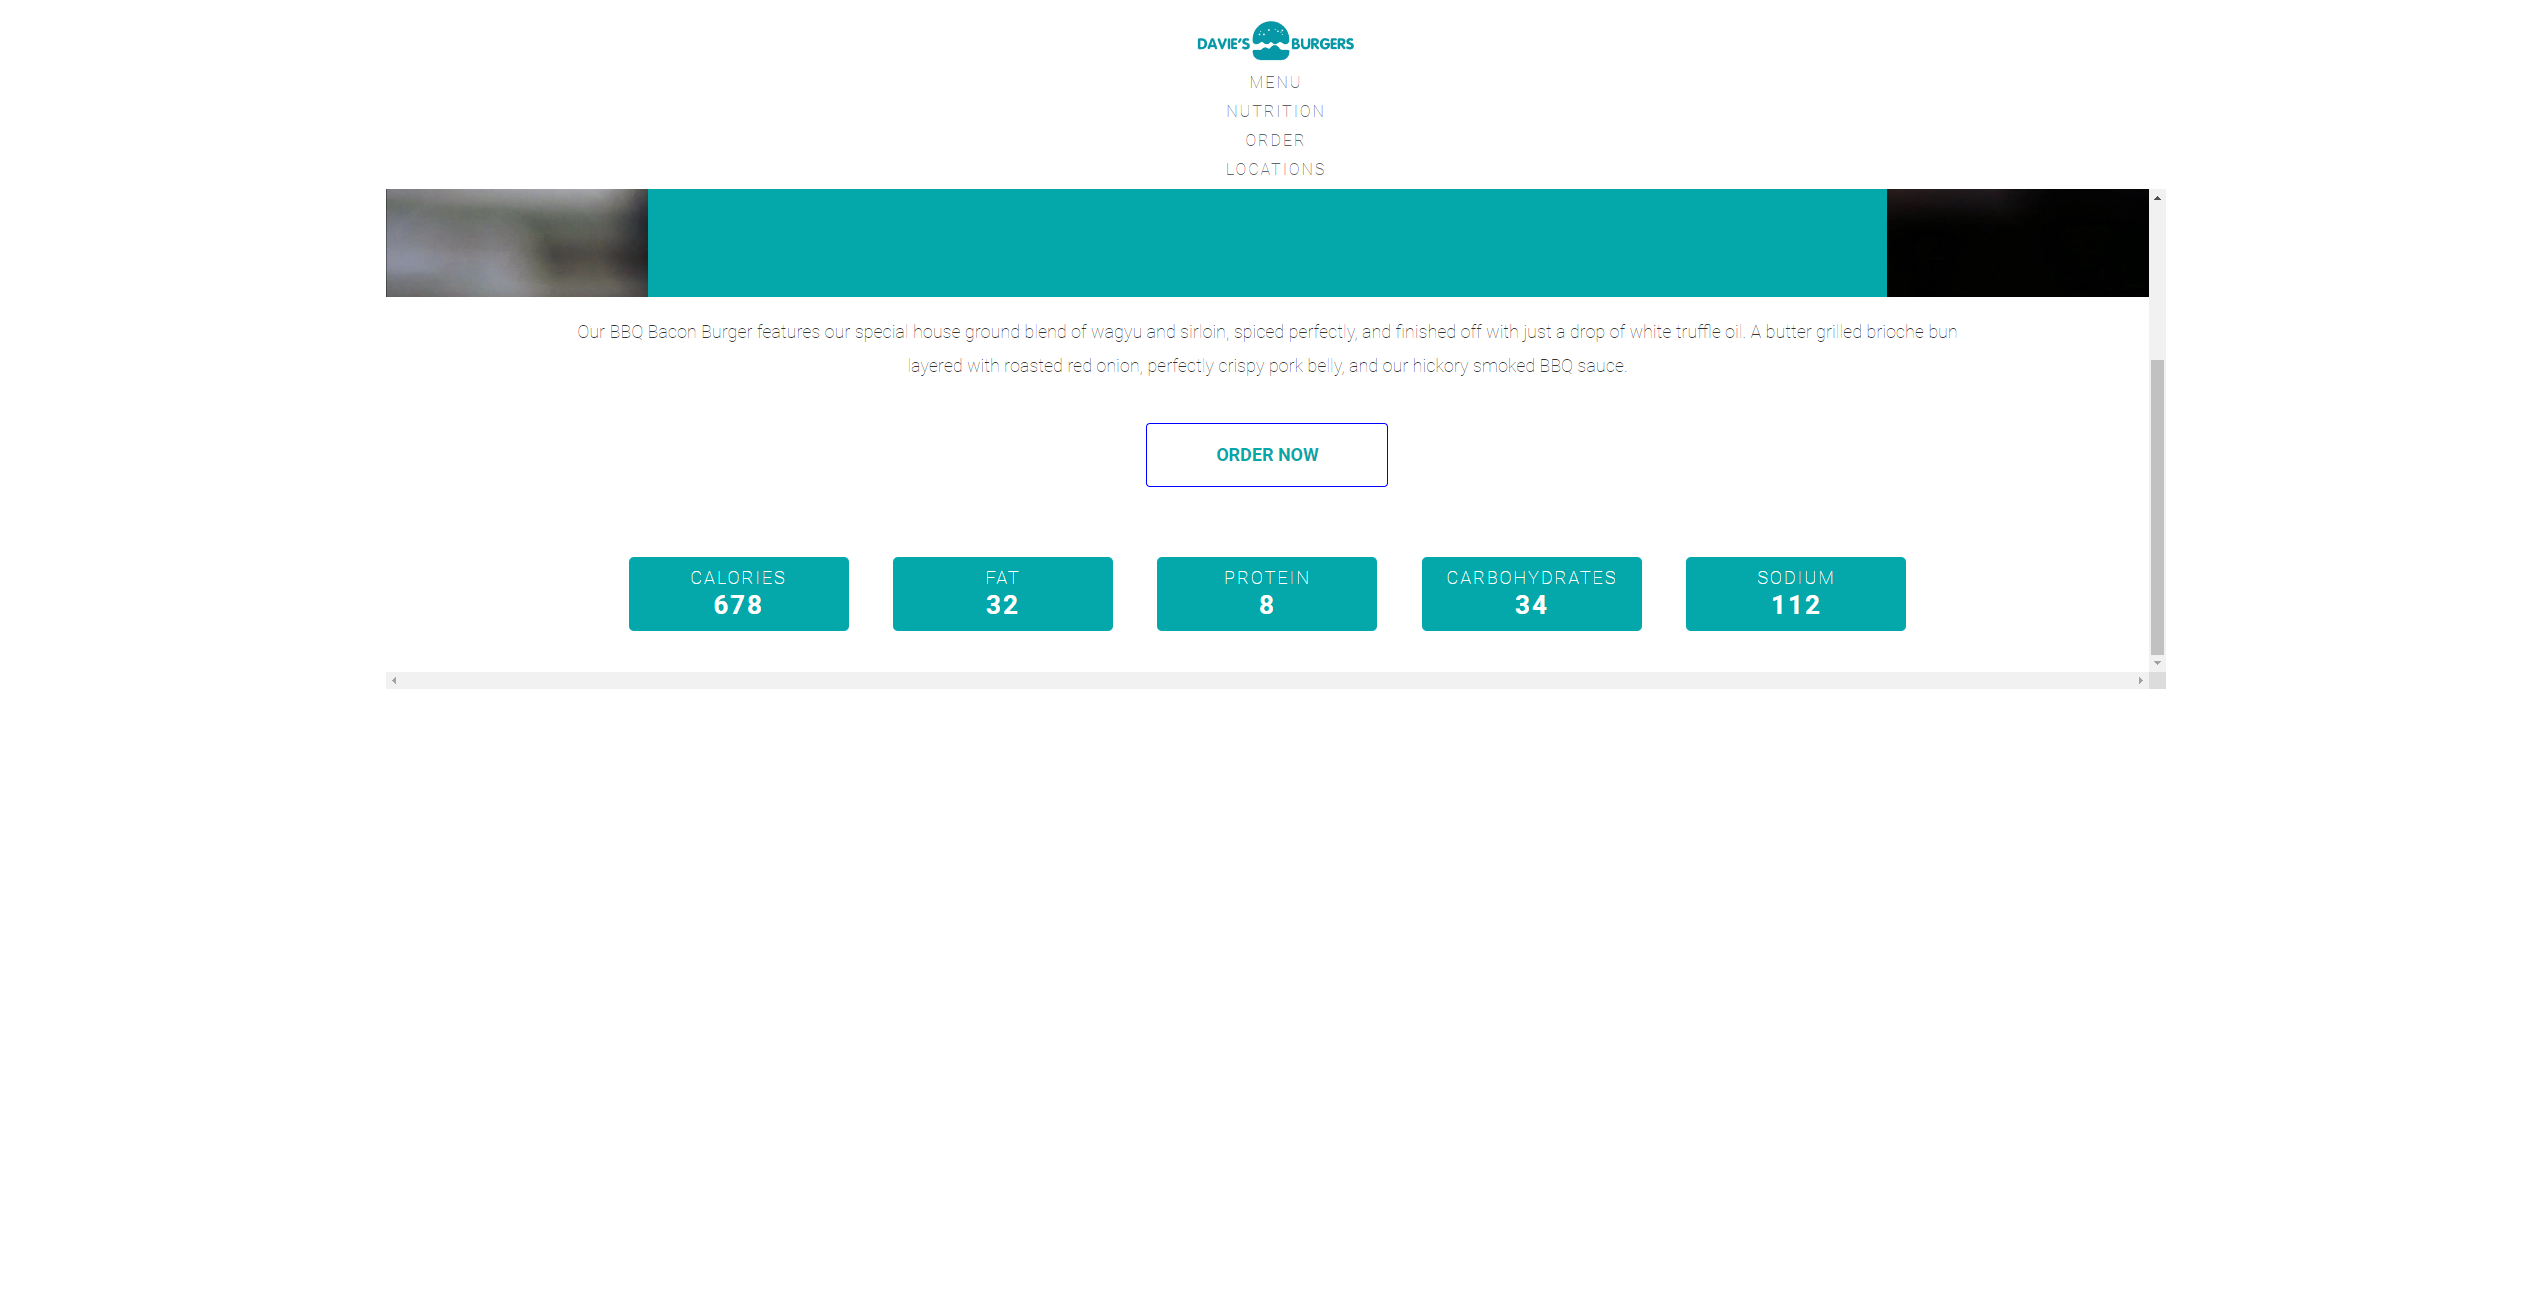 DAVIE'S BURGERS
MENU
NUTRITION
ORDER
LOCATIONS
Our BBQ Bacon Burger features our special house ground blend of wagyu and sirloin, spiced perfectly, and finished off with just a drop of white truffle oil. A butter grilled brioche bun
layered with roasted red onion, perfectly crispy pork belly, and our hickory smoked BBQ sauce.
ORDER NOW
CALORIES
678
FAT
32
PROTEIN
8
CARBOHYDRATES
34
SODIUM
112